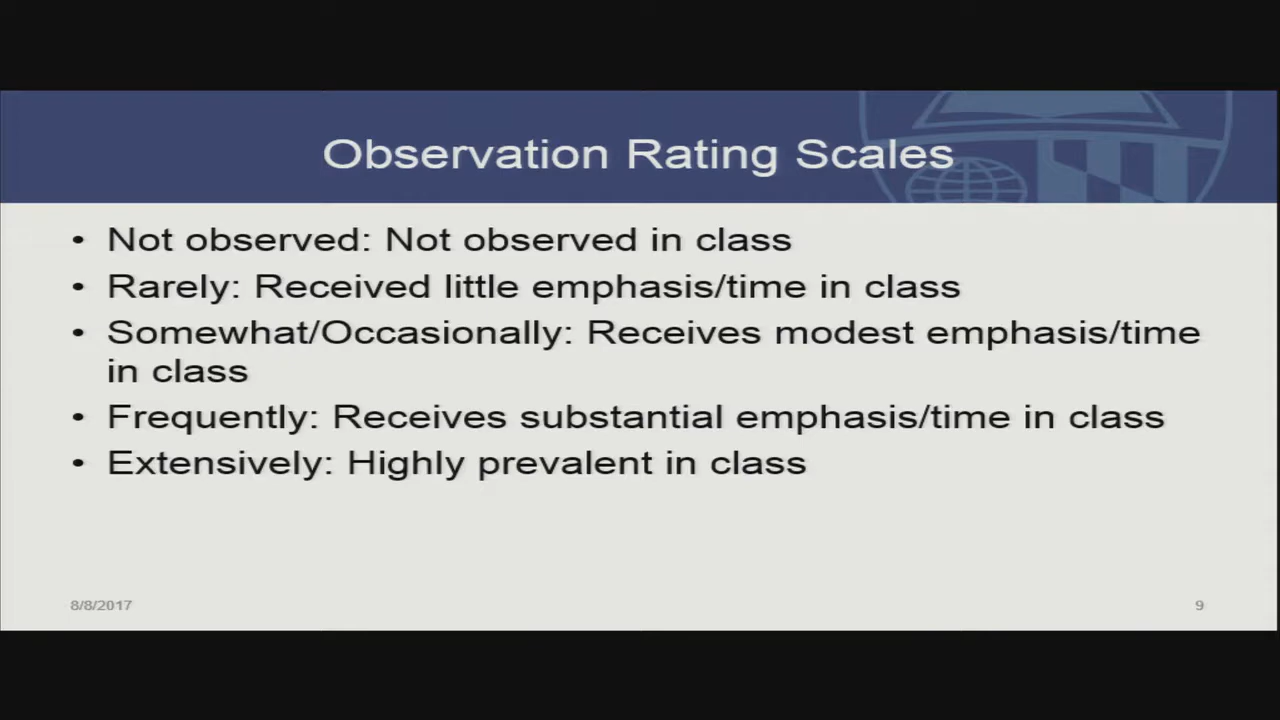 Observation Rating Scales
• Not observed: Not observed in class
• Rarely: Received little emphasis/time in class
• Somewhat/Occasionally: Receives modest emphasis/time
in class
• Frequently: Receives substantial emphasis/time in class
• Extensively: Highly prevalent in class
8/8/2017
9